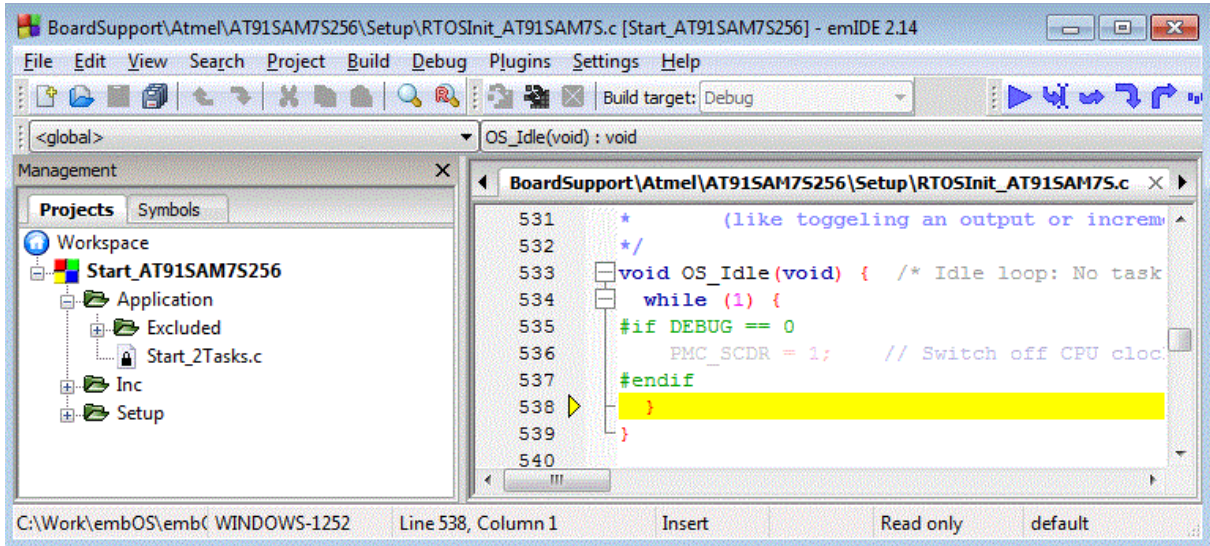 BoardSupport\Atmel\AT91SAM7S256\Setup\RTOSInit_AT91SAM7S.c [Start_AT91SAM7S256] - emIDE 2.14
File Edit View Search Project Build Debug Plugins Settings Help
Build target: Debug
<global> OS_Idle(void) : void
Management
BoardSupport\Atmel\AT91SAM7S256\Setup\RTOSInit_AT91SAM7S.c
Projects Symbols
Workspace
Start_AT91SAM7S256
Application
Excluded
Start_2Tasks.c
Inc
Setup
531 * (like toggeling an output or increm
532 */
533 void OS_Idle(void) { /* Idle loop: No task
534 while (1) {
535 #if DEBUG == 0
536 PMC_SCDR = 1; // Switch off CPU cloc
537 #endif
538 }
539 }
540
C:\Work\embOS\emb( WINDOWS-1252 Line 538, Column 1 Insert Read only default